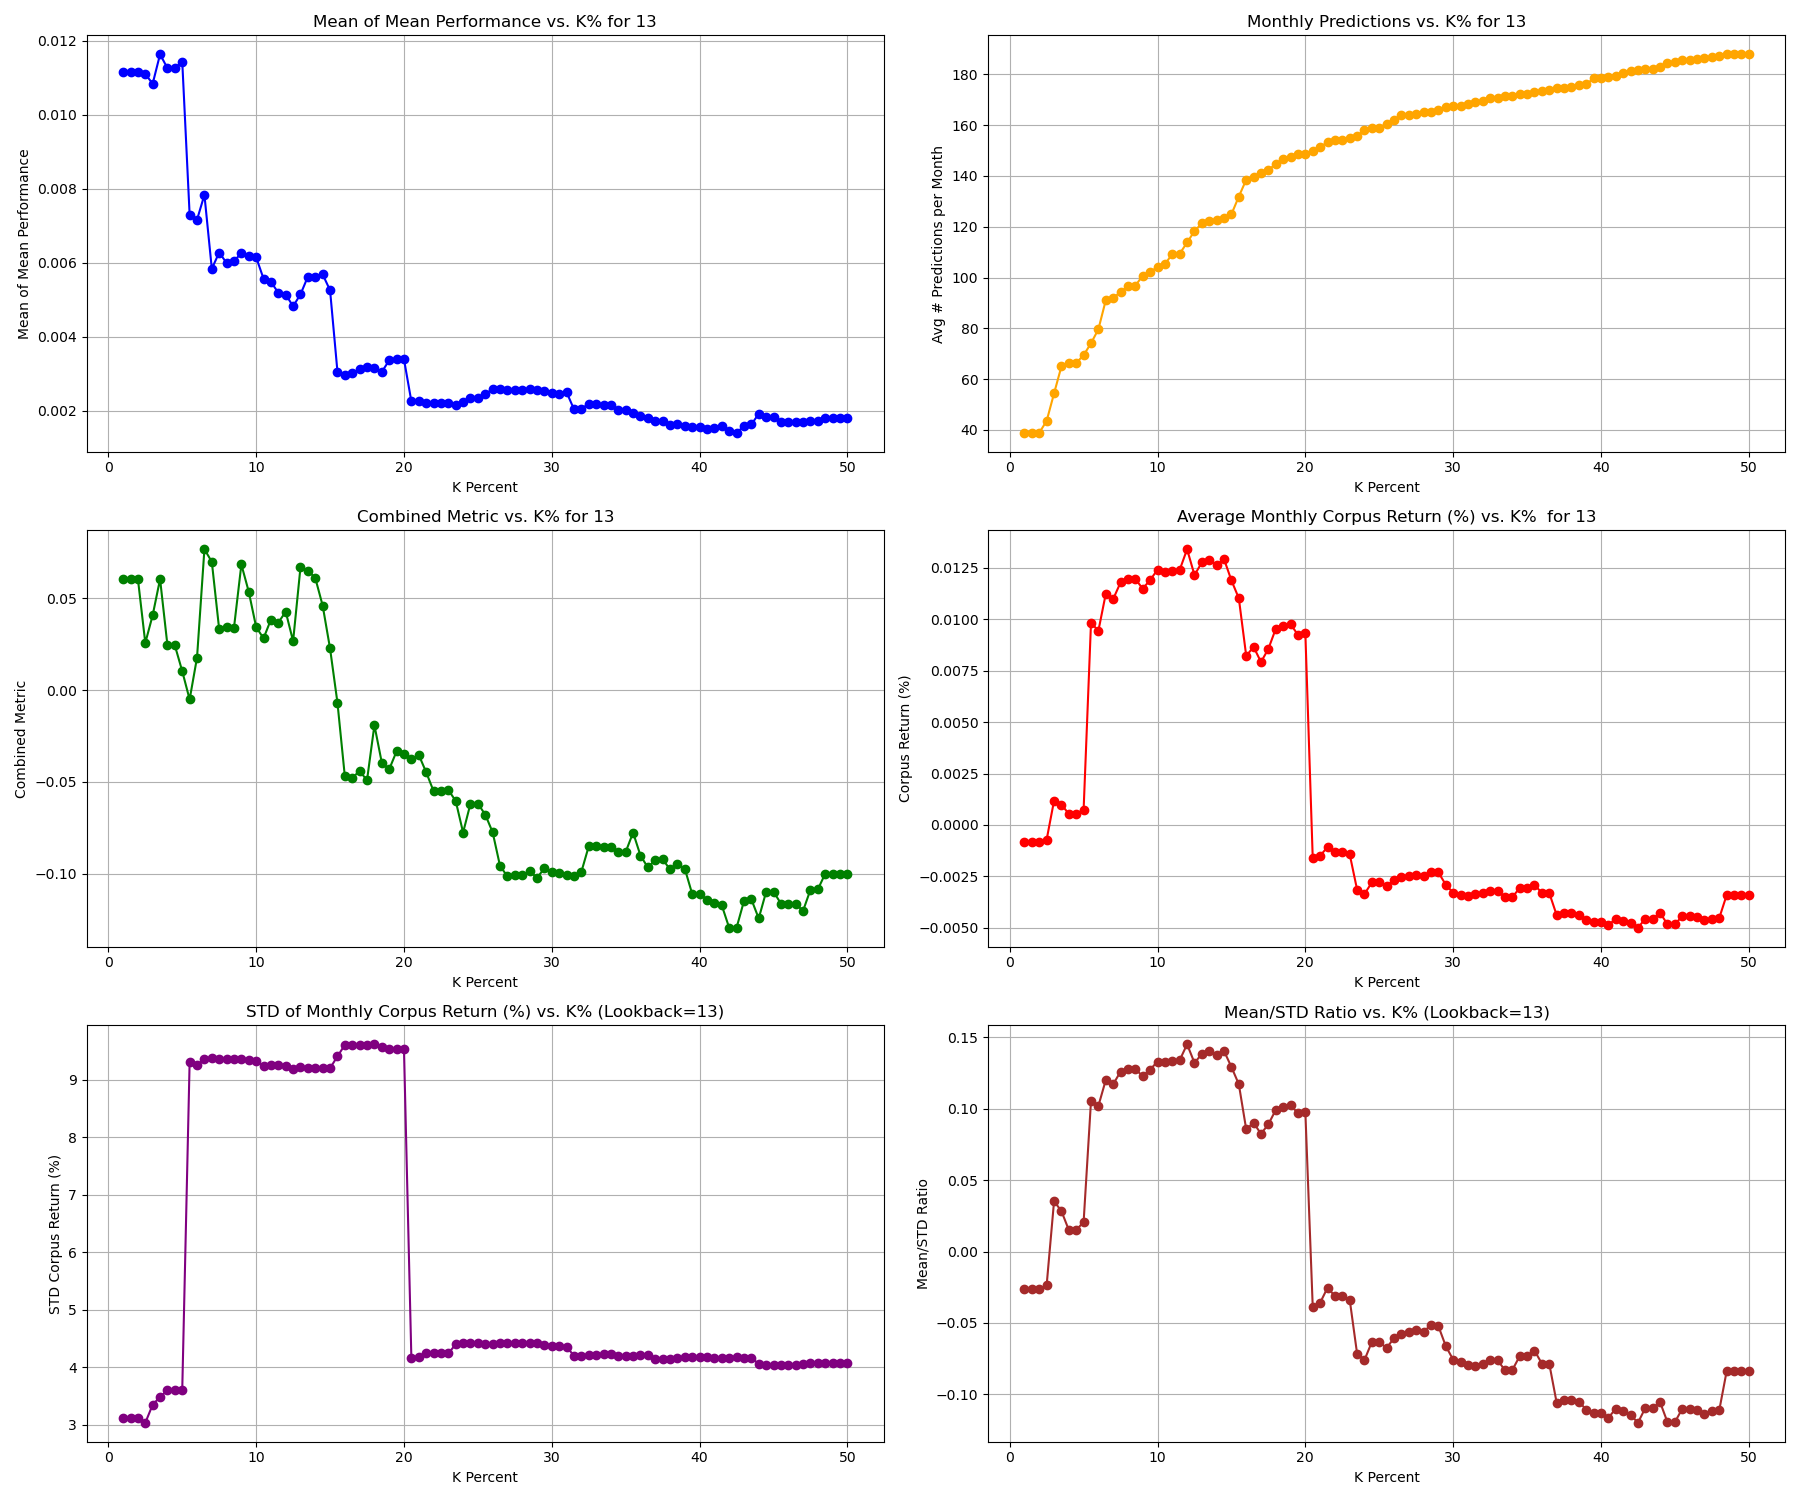 Mean of Mean Performance vs. K% for 13
Mean of Mean Performance
0.012
0.010
0.008
0.006
0.004
0.002
0 10 20 30 40 50
K Percent
Monthly Predictions vs. K% for 13
Avg # Predictions per Month
180
160
140
120
100
80
60
40
0 10 20 30 40 50
K Percent
Combined Metric vs. K% for 13
Combined Metric
0.05
0.00
−0.05
−0.10
0 10 20 30 40 50
K Percent
Average Monthly Corpus Return (%) vs. K%  for 13
Corpus Return (%)
0.0125
0.0100
0.0075
0.0050
0.0025
0.0000
−0.0025
−0.0050
0 10 20 30 40 50
K Percent
STD of Monthly Corpus Return (%) vs. K% (Lookback=13)
STD Corpus Return (%)
9
8
7
6
5
4
3
0 10 20 30 40 50
K Percent
Mean/STD Ratio vs. K% (Lookback=13)
Mean/STD Ratio
0.15
0.10
0.05
0.00
−0.05
−0.10
0 10 20 30 40 50
K Percent